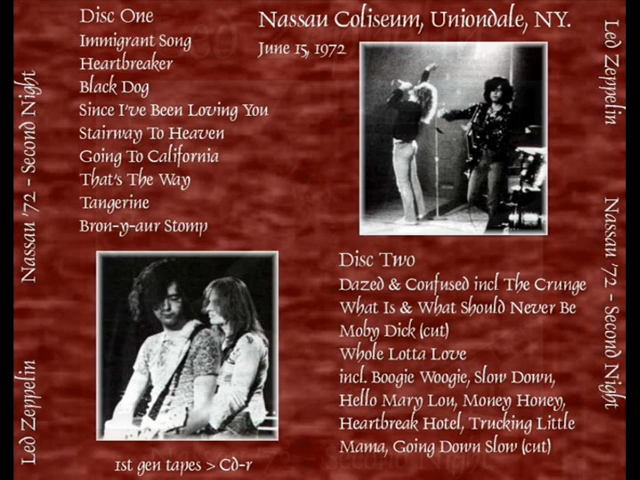 Disc One
Immigrant Song
Heartbreaker
Black Dog
Since I've Been Loving You
Stairway To Heaven
Going To California
That's The Way
Tangerine
Bron-y-aur Stomp
Nassau Coliseum, Uniondale, NY.
June 15, 1972
Disc Two
Dazed & Confused incl The Crunge
What Is & What Should Never Be
Moby Dick (cut)
Whole Lotta Love
incl. Boogie Woogie, Slow Down,
Hello Mary Lou, Money Honey,
Heartbreak Hotel, Trucking Little
Mama, Going Down Slow (cut)
1st gen tapes > Cd-r
Led Zeppelin
Nassau '72 - Second Night
Led Zeppelin
Nassau '72 - Second Night